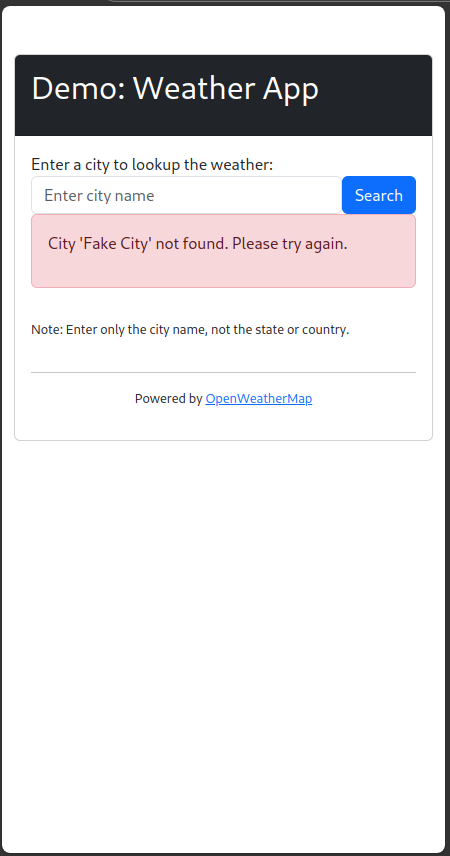 Demo: Weather App
Enter a city to lookup the weather:
Enter city name
Search
City 'Fake City' not found. Please try again.
Note: Enter only the city name, not the state or country.
Powered by OpenWeatherMap